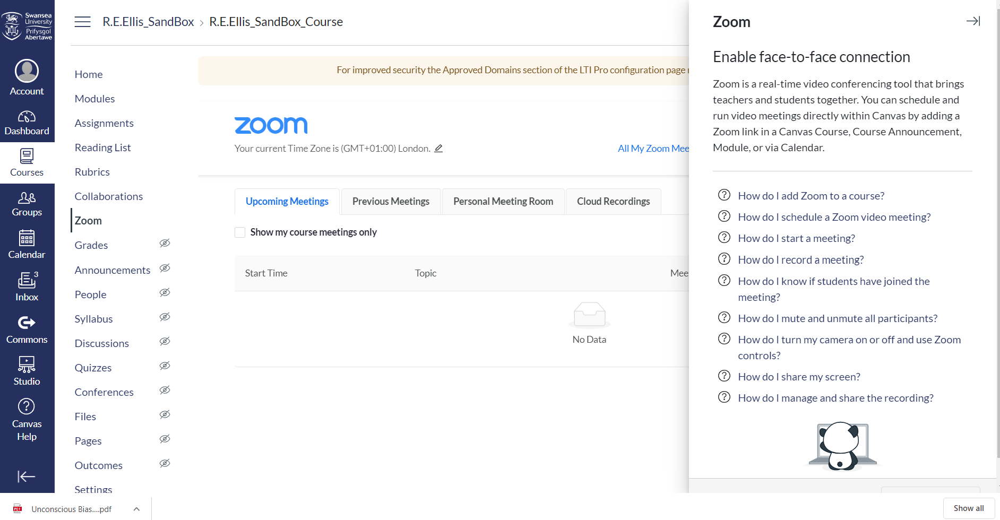 Swansea
University
Prifysgol
Abertawe
Account
Dashboard
Courses
Groups
Calendar
3
Inbox
Commons
Studio
Canvas
Help
R.E.Ellis_SandBox › R.E.Ellis_SandBox_Course
Home
Modules
Assignments
Reading List
Rubrics
Collaborations
Zoom
Grades
Announcements
People
Syllabus
Discussions
Quizzes
Conferences
Files
Pages
Outcomes
Settings
For improved security the Approved Domains section of the LTI Pro configuration page
zoom
Your current Time Zone is (GMT+01:00) London.
All My Zoom Mee
Upcoming Meetings
Previous Meetings
Personal Meeting Room
Cloud Recordings
Show my course meetings only
Start Time Topic Mee
No Data
Zoom
Enable face-to-face connection
Zoom is a real-time video conferencing tool that brings
teachers and students together. You can schedule and
run video meetings directly within Canvas by adding a
Zoom link in a Canvas Course, Course Announcement,
Module, or via Calendar.
How do I add Zoom to a course?
How do I schedule a Zoom video meeting?
How do I start a meeting?
How do I record a meeting?
How do I know if students have joined the
meeting?
How do I mute and unmute all participants?
How do I turn my camera on or off and use Zoom
controls?
How do I share my screen?
How do I manage and share the recording?
PDF
Unconscious Bias....pdf
Show all